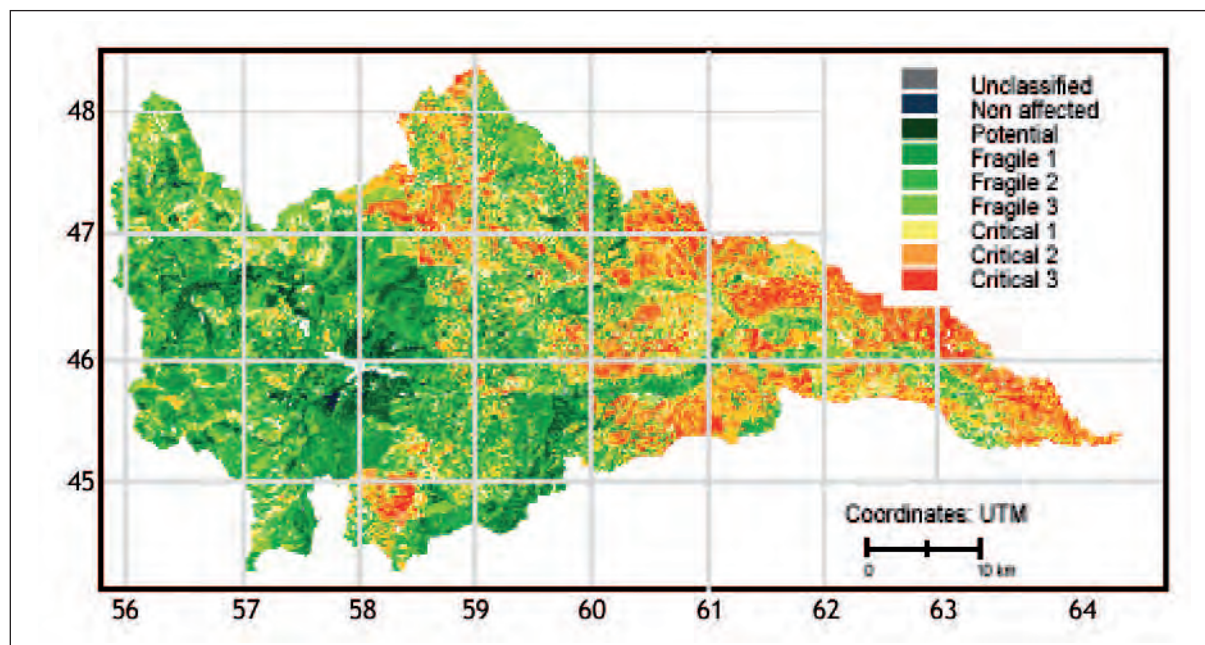 Unclassified
Non affected
Potential
Fragile 1
Fragile 2
Fragile 3
Critical 1
Critical 2
Critical 3
48
47
46
45
Coordinates: UTM
0 10 km
56 57 58 59 60 61 62 63 64